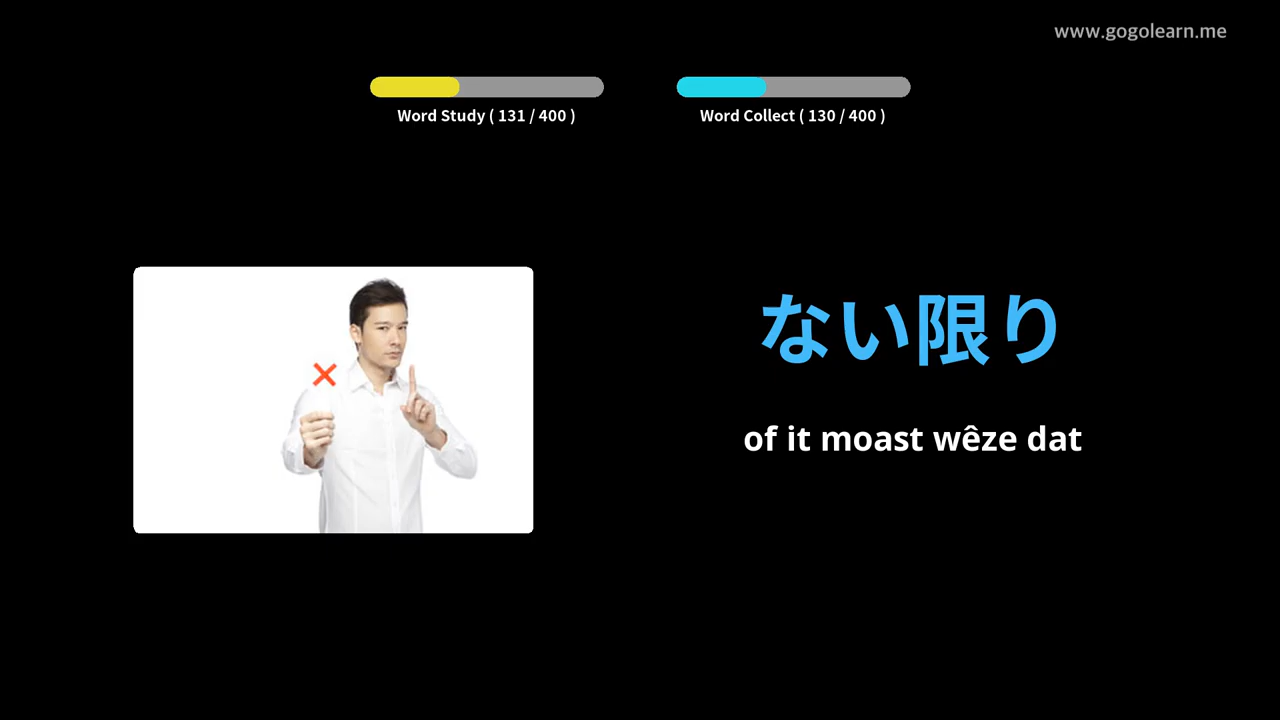 www.gogolearn.me
Word Study ( 131 / 400 )
Word Collect ( 130 / 400 )
ない限り
of it moast wêze dat